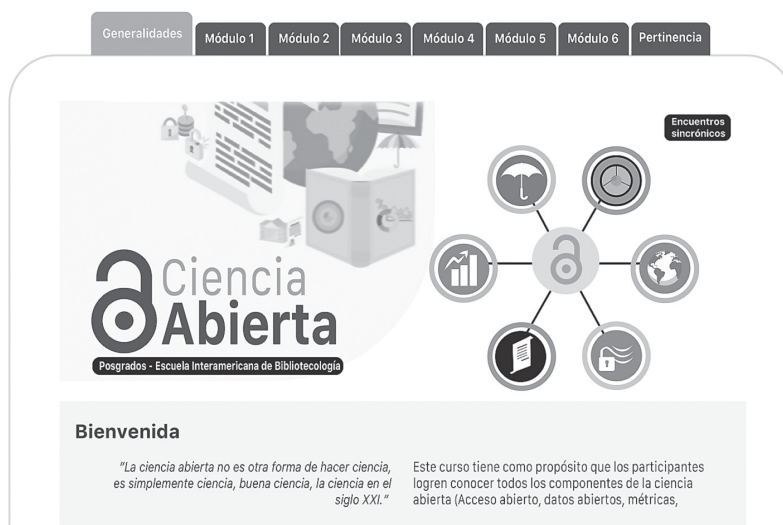 Generalidades
Módulo 1
Módulo 2
Módulo 3
Módulo 4
Módulo 5
Módulo 6
Pertinencia
Encuentros
sincrónicos
Ciencia
Abierta
Posgrados - Escuela Interamericana de Bibliotecología
Bienvenida
"La ciencia abierta no es otra forma de hacer ciencia,
es simplemente ciencia, buena ciencia, la ciencia en el
siglo XXI."
Este curso tiene como propósito que los participantes
logren conocer todos los componentes de la ciencia
abierta (Acceso abierto, datos abiertos, métricas,